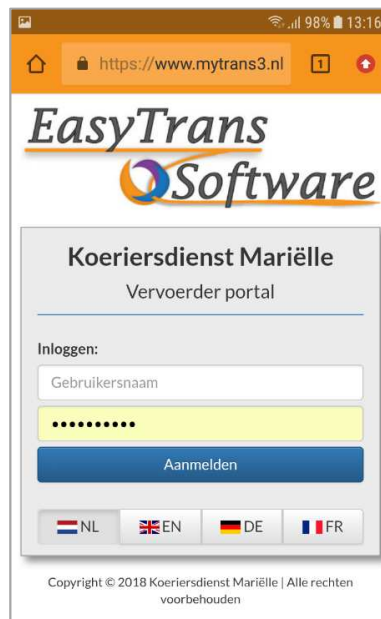 98% 13:16
https://www.mytrans3.nl 1
EasyTrans
Software
Koeriersdienst Mariëlle
Vervoerder portal
Inloggen:
Gebruikersnaam
••••••••••
Aanmelden
NL EN DE FR
Copyright © 2018 Koeriersdienst Mariëlle | Alle rechten
voorbehouden